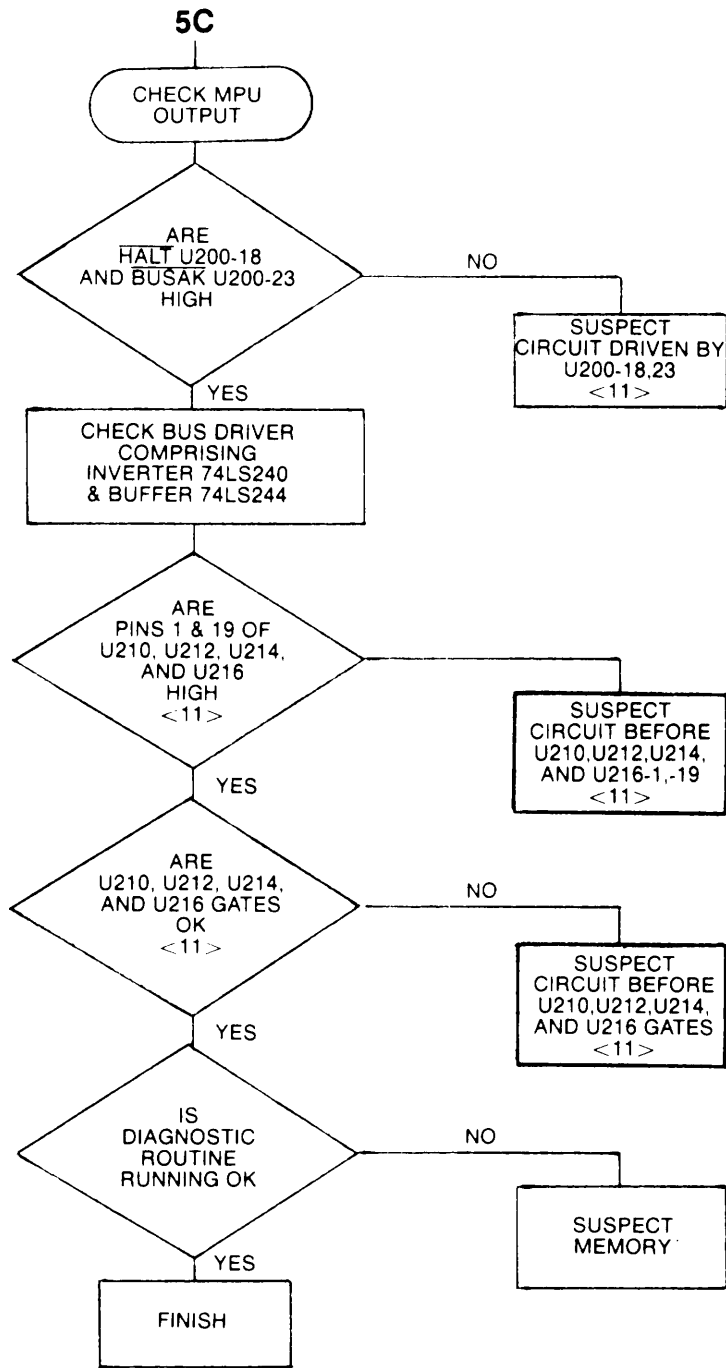 5C
CHECK MPU
OUTPUT
ARE
HALT U200-18
AND BUSAK U200-23
HIGH
NO
SUSPECT
CIRCUIT DRIVEN BY
U200-18,23
<11>
YES
CHECK BUS DRIVER
COMPRISING
INVERTER 74LS240
& BUFFER 74LS244
ARE
PINS 1 & 19 OF
U210, U212, U214,
AND U216
HIGH
<11>
SUSPECT
CIRCUIT BEFORE
U210,U212,U214,
AND U216-1,-19
<11>
YES
ARE
U210, U212, U214,
AND U216 GATES
OK
<11>
NO
SUSPECT
CIRCUIT BEFORE
U210,U212,U214,
AND U216 GATES
<11>
YES
IS
DIAGNOSTIC
ROUTINE
RUNNING OK
NO
SUSPECT
MEMORY
YES
FINISH